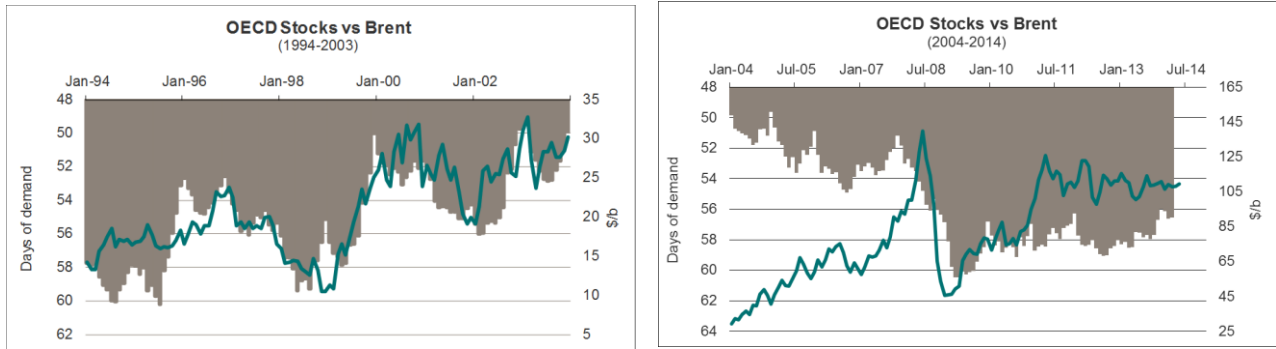 OECD Stocks vs Brent
(1994-2003)
Jan-94 Jan-96 Jan-98 Jan-00 Jan-02
48 35
50 30
52
54 25
56 20
58 15
60 10
62 5
Days of demand
$/b
OECD Stocks vs Brent
(2004-2014)
Jan-04 Jul-05 Jan-07 Jul-08 Jan-10 Jul-11 Jan-13 Jul-14
48 165
50 145
52 125
54 105
56 85
58 65
60 45
62 25
64
Days of demand
$/b